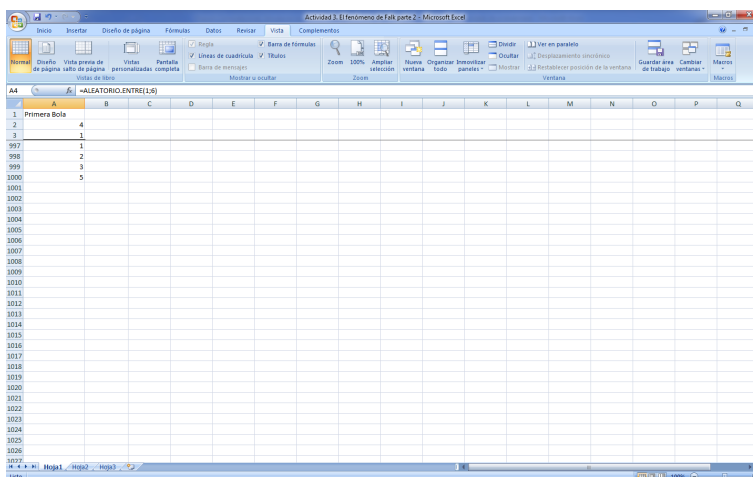 Actividad 3. El fenómeno de Falk parte 2 - Microsoft Excel
Inicio Insertar Diseño de página Fórmulas Datos Revisar Vista Complementos
Normal Diseño de página Vista previa de salto de página Vistas personalizadas Pantalla completa
Vistas de libro
Regla Barra de fórmulas
Líneas de cuadrícula Títulos
Barra de mensajes
Mostrar u ocultar
Zoom 100% Ampliar selección
Zoom
Nueva ventana Organizar todo Inmovilizar paneles
Dividir Ver en paralelo
Ocultar Desplazamiento sincrónico
Mostrar Restablecer posición de la ventana
Guardar área de trabajo Cambiar ventanas
Ventana
Macros
Macros
A4 fx =ALEATORIO.ENTRE(1;6)
A B C D E F G H I J K L M N O P Q
1 Primera Bola
2 4
3 1
997 1
998 2
999 3
1000 5
1001
1002
1003
1004
1005
1006
1007
1008
1009
1010
1011
1012
1013
1014
1015
1016
1017
1018
1019
1020
1021
1022
1023
1024
1025
1026
1027
Hoja1 Hoja2 Hoja3
Listo 100%